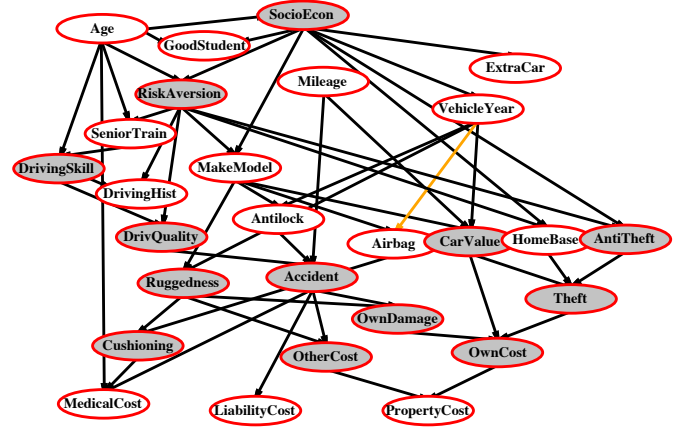 SocioEcon
Age
GoodStudent
ExtraCar
Mileage
RiskAversion
VehicleYear
SeniorTrain
DrivingSkill
MakeModel
DrivingHist
Antilock
DrivQuality
Airbag
CarValue
HomeBase
AntiTheft
Ruggedness
Accident
Theft
OwnDamage
Cushioning
OtherCost
OwnCost
MedicalCost
LiabilityCost
PropertyCost